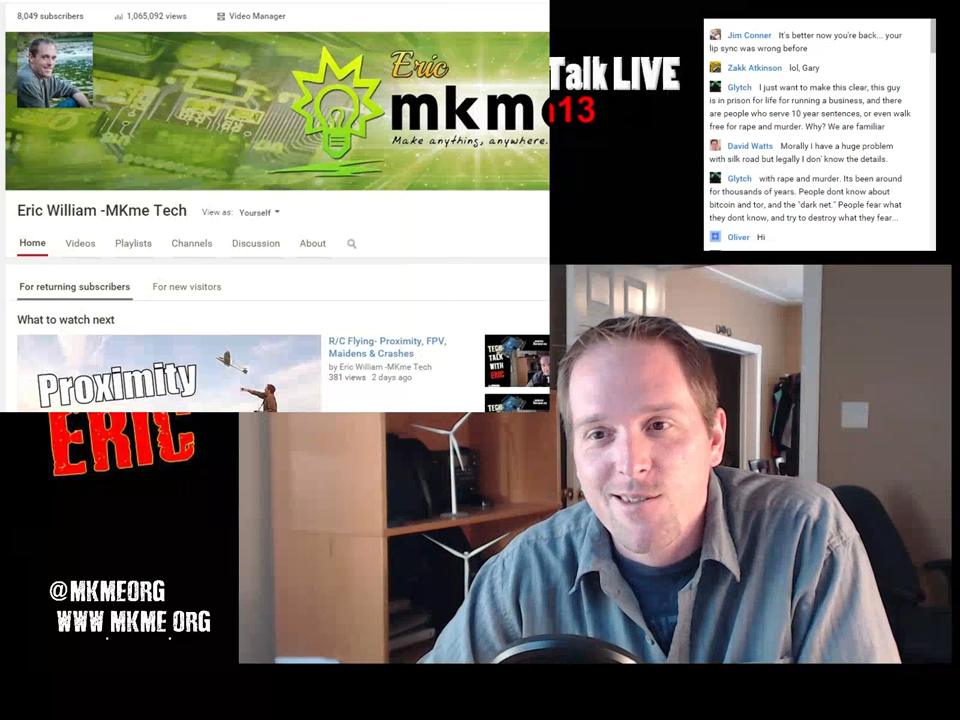 8,049 subscribers 1,065,092 views Video Manager
Eric
mkme
Make anything, anywhere.
Talk LIVE
13
Eric William -MKme Tech View as: Yourself
Home Videos Playlists Channels Discussion About
For returning subscribers For new visitors
What to watch next
Proximity
R/C Flying- Proximity, FPV,
Maidens & Crashes
by Eric William -MKme Tech
381 views 2 days ago
TECH
TALK
WITH
ERIC
ERIC
@MKMEORG
WWW.MKME.ORG
Jim Conner It's better now you're back... your
lip sync was wrong before
Zakk Atkinson lol, Gary
Glytch I just want to make this clear, this guy
is in prison for life for running a business, and there
are people who serve 10 year sentences, or even walk
free for rape and murder. Why? We are familiar
David Watts Morally I have a huge problem
with silk road but legally I don' know the details.
Glytch with rape and murder. Its been around
for thousands of years. People dont know about
bitcoin and tor, and the "dark net." People fear what
they dont know, and try to destroy what they fear...
Oliver Hi